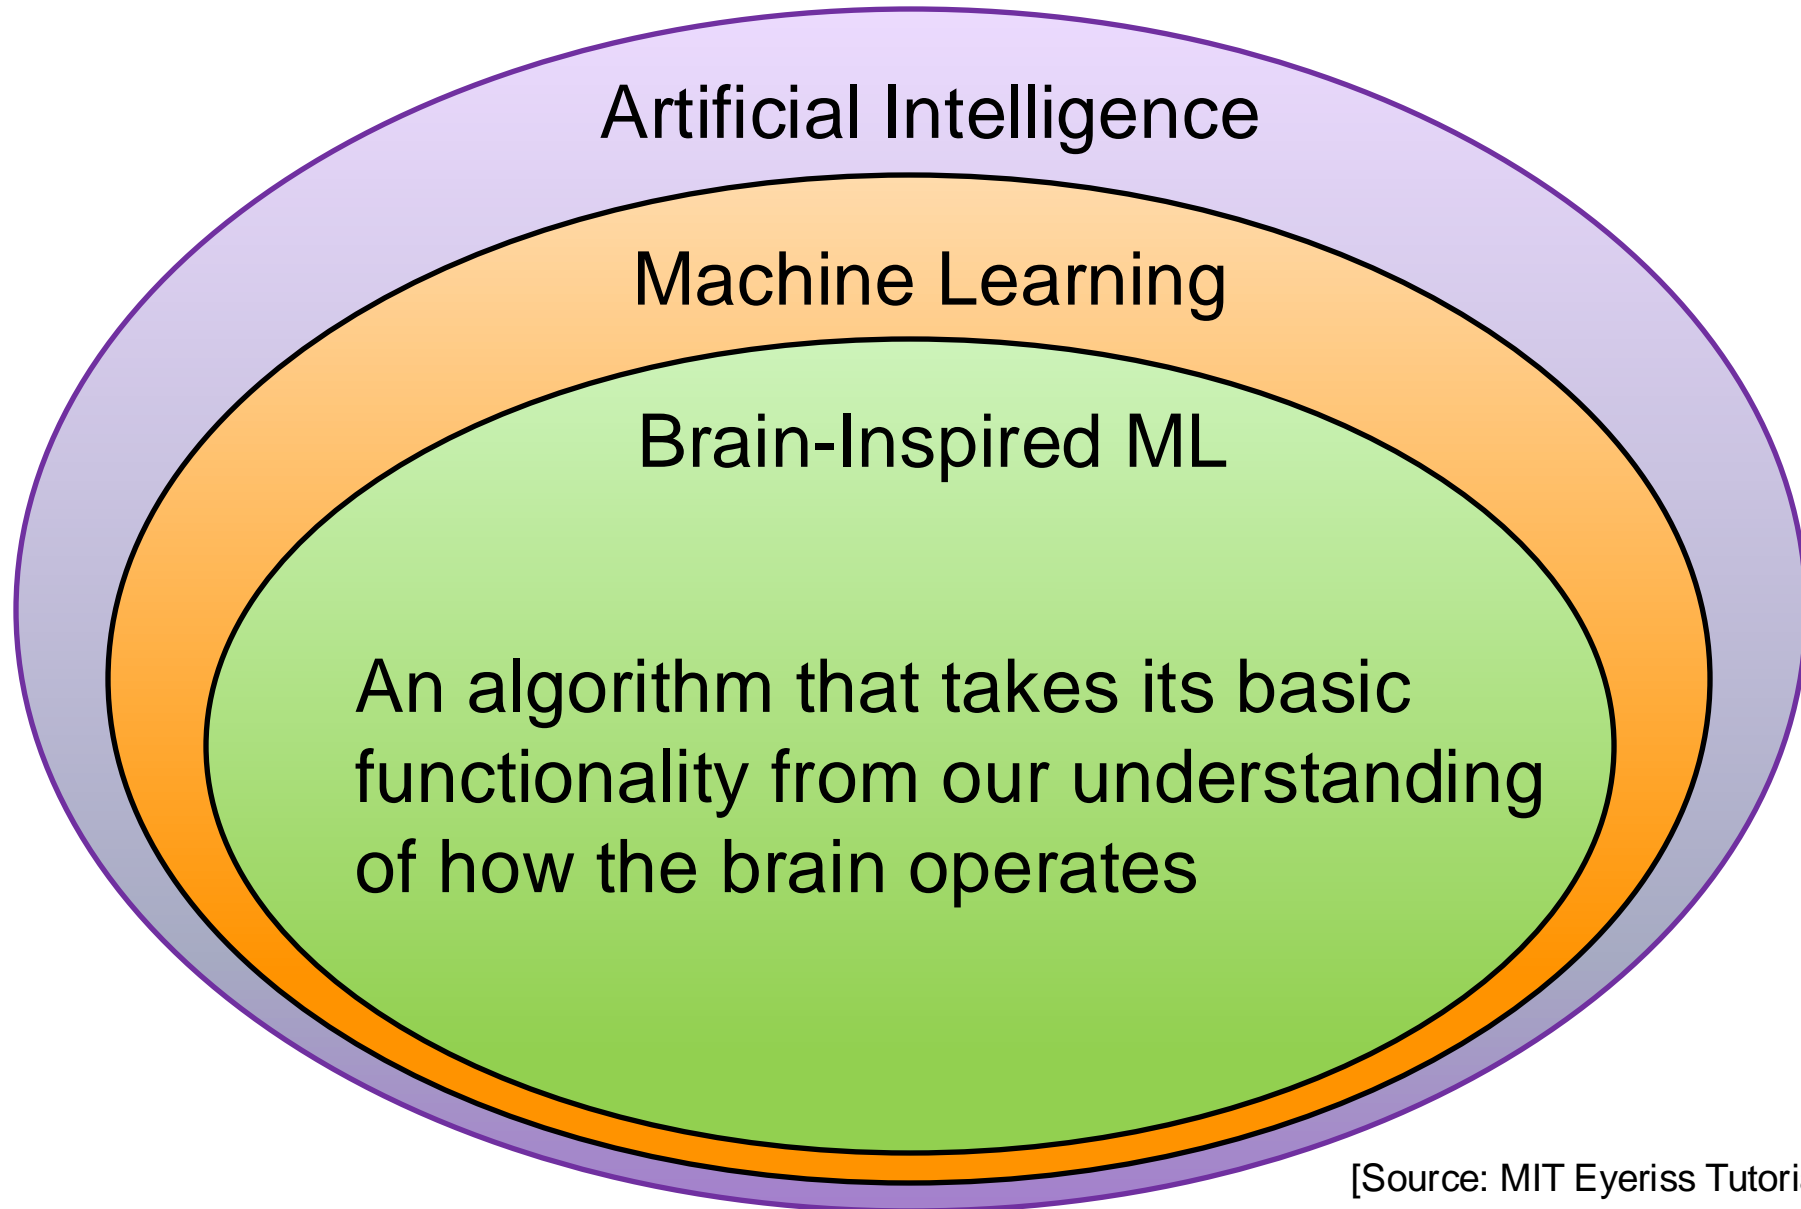 Artificial Intelligence
Machine Learning
Brain-Inspired ML
An algorithm that takes its basic
functionality from our understanding
of how the brain operates
[Source: MIT Eyeriss